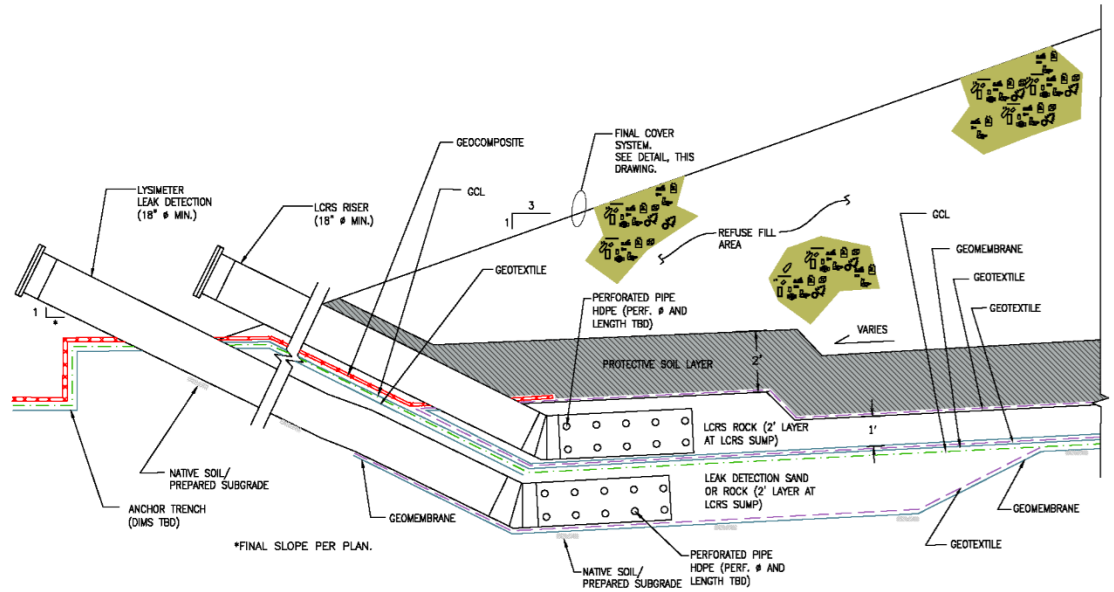 FINAL COVER
SYSTEM.
SEE DETAIL, THIS
DRAWING.
GEOCOMPOSITE
LYSIMETER
LEAK DETECTION
(18" ø MIN.)
LCRS RISER
(18" ø MIN.)
GCL
3
1
REFUSE FILL
AREA
GCL
GEOMEMBRANE
GEOTEXTILE
GEOTEXTILE
GEOTEXTILE
1
*
PERFORATED PIPE
HDPE (PERF. ø AND
LENGTH TBD)
VARIES
PROTECTIVE SOIL LAYER
2'
LCRS ROCK (2' LAYER
AT LCRS SUMP)
1'
NATIVE SOIL/
PREPARED SUBGRADE
LEAK DETECTION SAND
OR ROCK (2' LAYER AT
LCRS SUMP)
ANCHOR TRENCH
(DIMS TBD)
GEOMEMBRANE
GEOMEMBRANE
GEOTEXTILE
*FINAL SLOPE PER PLAN.
NATIVE SOIL/
PREPARED SUBGRADE
PERFORATED PIPE
HDPE (PERF. ø AND
LENGTH TBD)